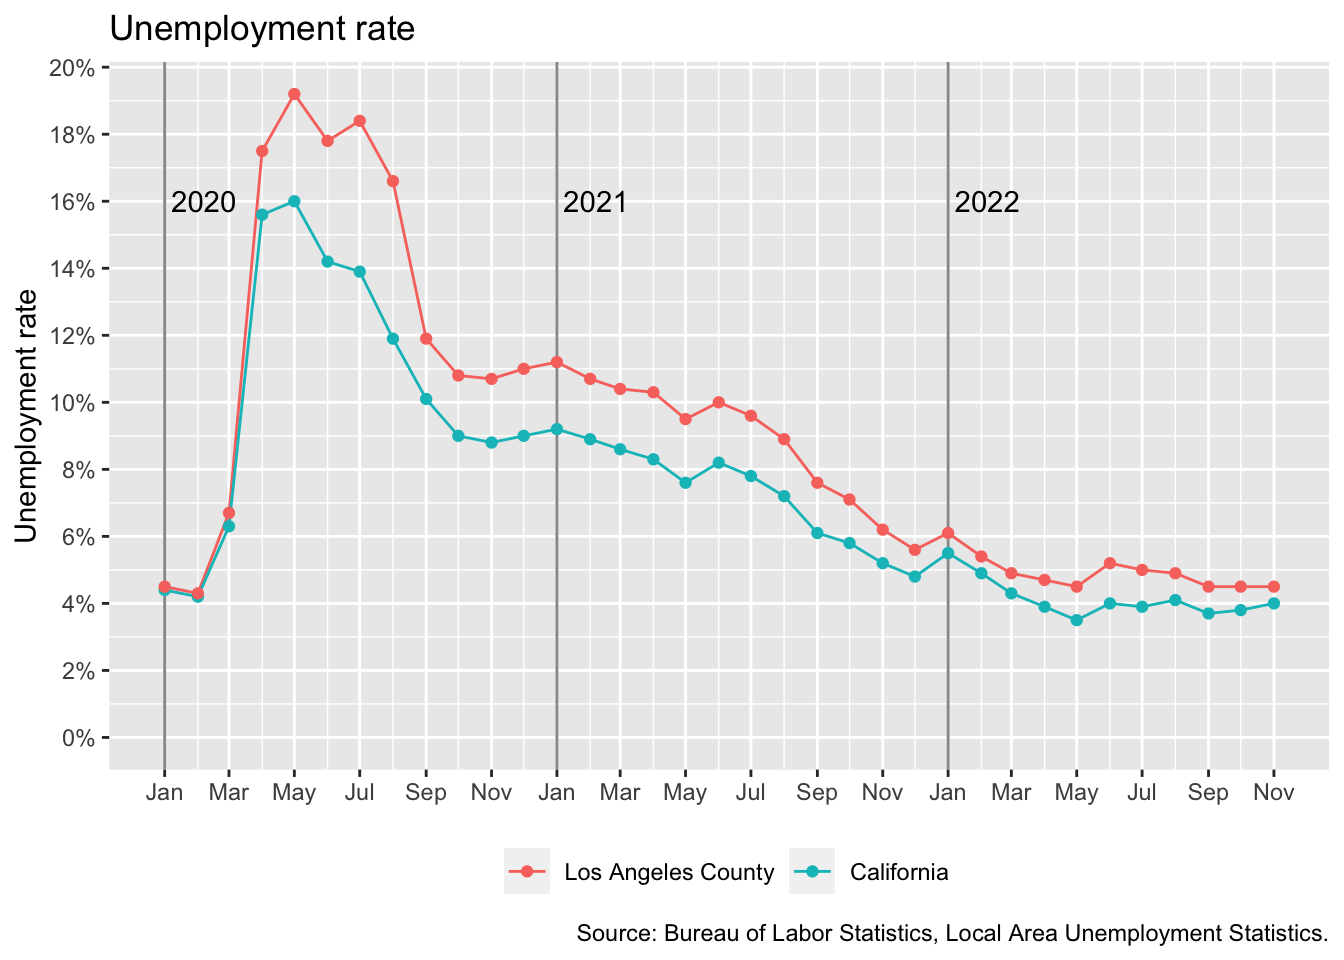 Unemployment rate
20%
18%
16%
14%
12%
10%
8%
6%
4%
2%
0%
Unemployment rate
2020 2021 2022
Jan Mar May Jul Sep Nov Jan Mar May Jul Sep Nov Jan Mar May Jul Sep Nov
Los Angeles County California
Source: Bureau of Labor Statistics, Local Area Unemployment Statistics.